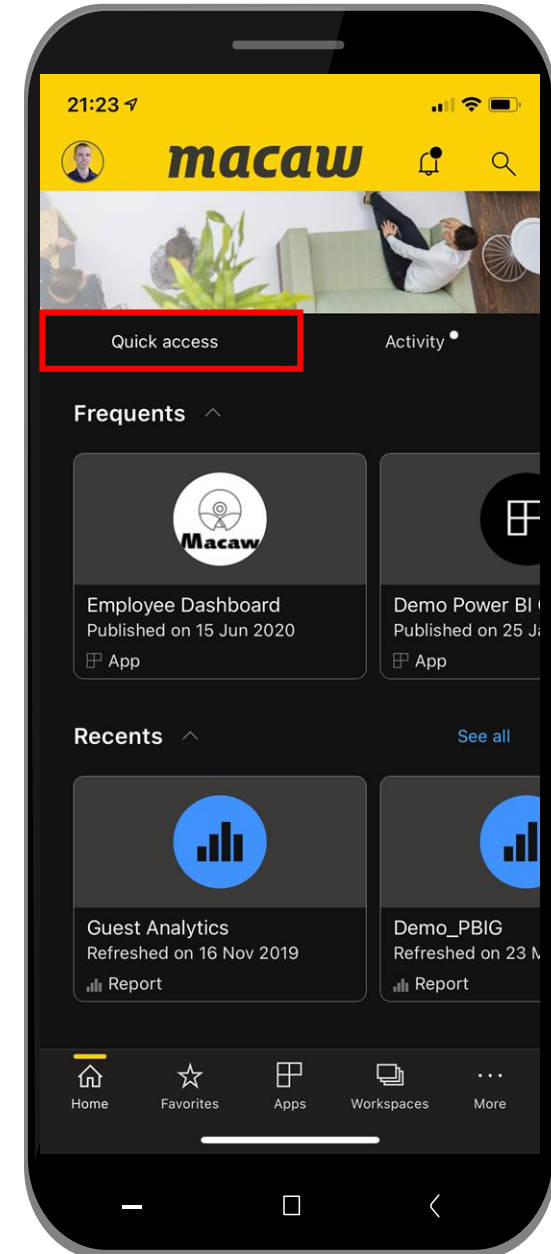 21:23
macaw
Quick access
Activity
Frequents
Macaw
Employee Dashboard
Published on 15 Jun 2020
App
Demo Power BI
Published on 25
App
Recents
See all
Guest Analytics
Refreshed on 16 Nov 2019
Report
Demo_PBIG
Refreshed on 23
Report
Home
Favorites
Apps
Workspaces
More